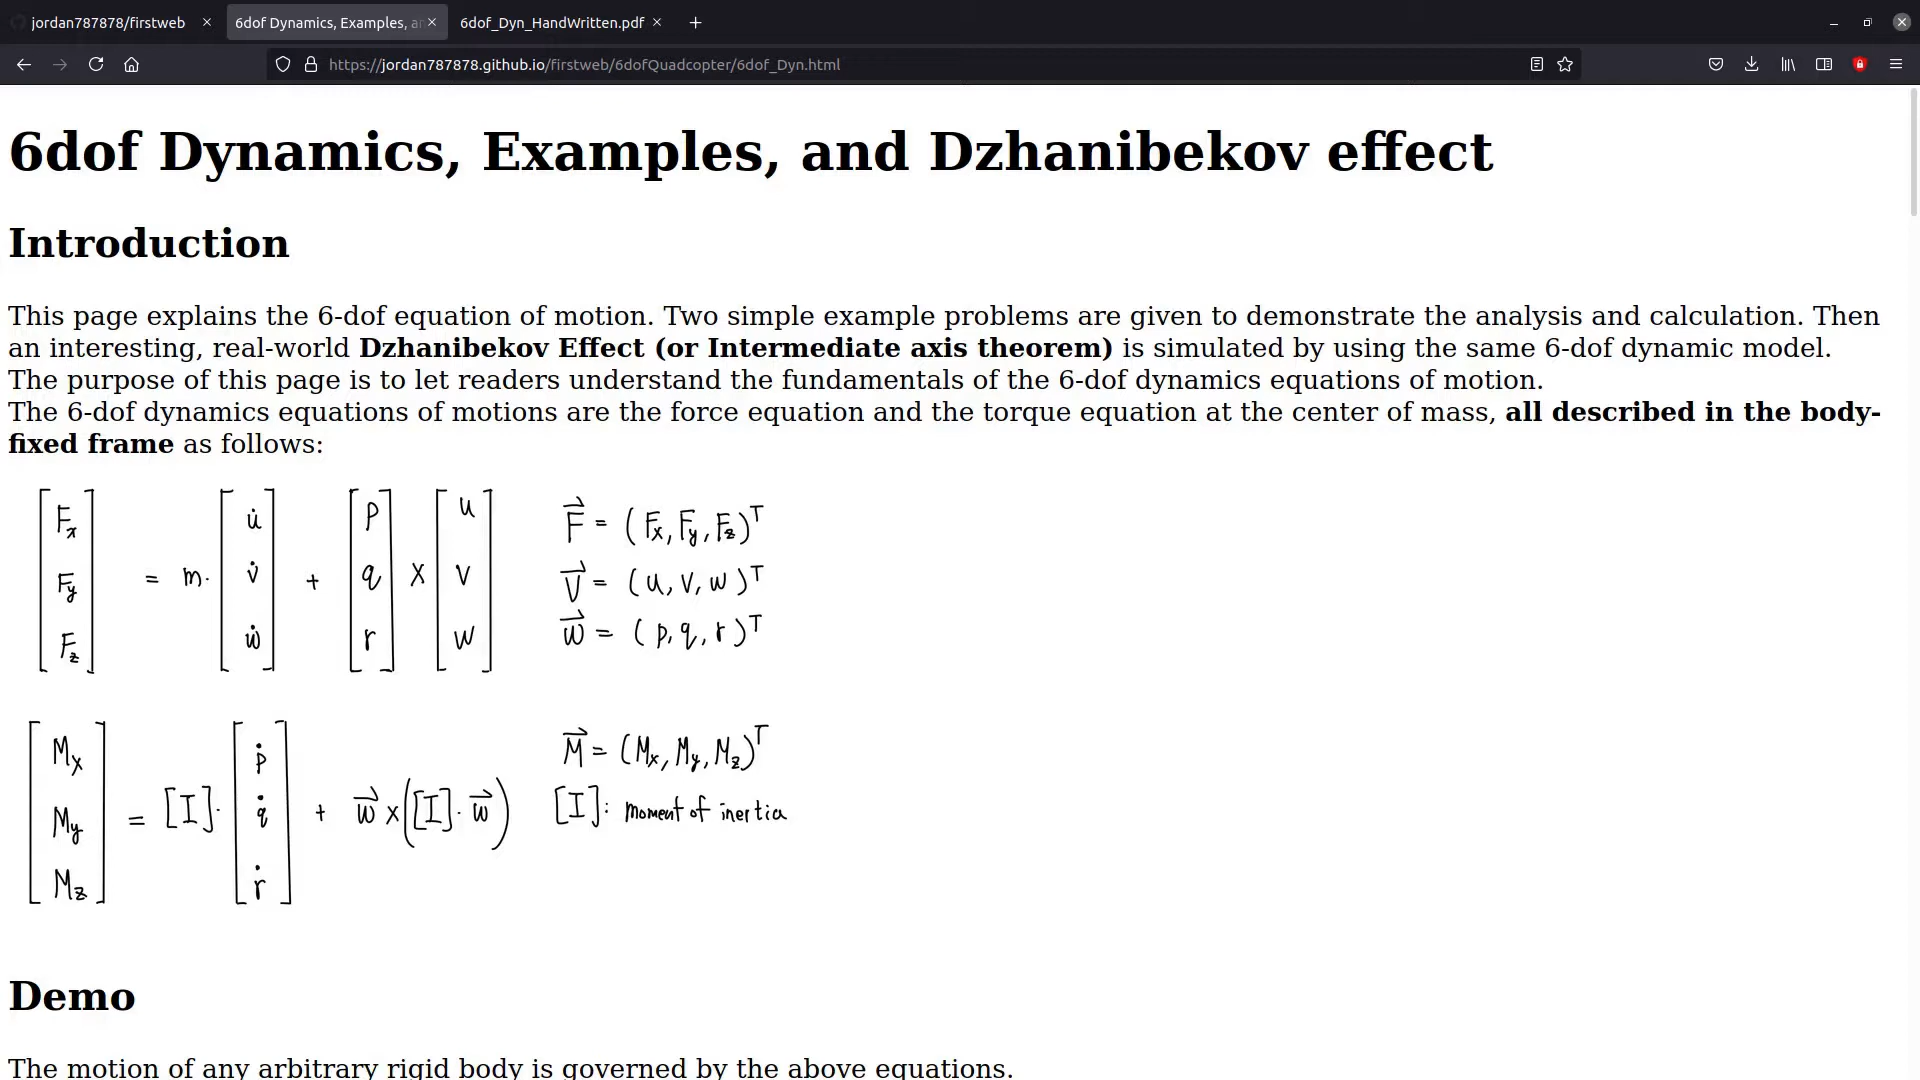 jordan787878/firstweb
6dof Dynamics, Examples, a
6dof_Dyn_HandWritten.pdf
https://jordan787878.github.io/firstweb/6dofQuadcopter/6dof_Dyn.html
6dof Dynamics, Examples, and Dzhanibekov effect
Introduction
This page explains the 6-dof equation of motion. Two simple example problems are given to demonstrate the analysis and calculation. Then
an interesting, real-world Dzhanibekov Effect (or Intermediate axis theorem) is simulated by using the same 6-dof dynamic model.
The purpose of this page is to let readers understand the fundamentals of the 6-dof dynamics equations of motion.
The 6-dof dynamics equations of motions are the force equation and the torque equation at the center of mass, all described in the body-
fixed frame as follows:
[Fx Fy Fz] = m· [u̇ v̇ ẇ] + [p q r] × [u v w]
F⃗ = (Fx, Fy, Fz)ᵀ
V⃗ = (u, v, w)ᵀ
w⃗ = (p, q, r)ᵀ
[Mx My Mz] = [I]· [ṗ q̇ ṙ] + w⃗ × ([I]·w⃗)
M⃗ = (Mx, My, Mz)ᵀ
[I]: moment of inertia
Demo
The motion of any arbitrary rigid body is governed by the above equations.